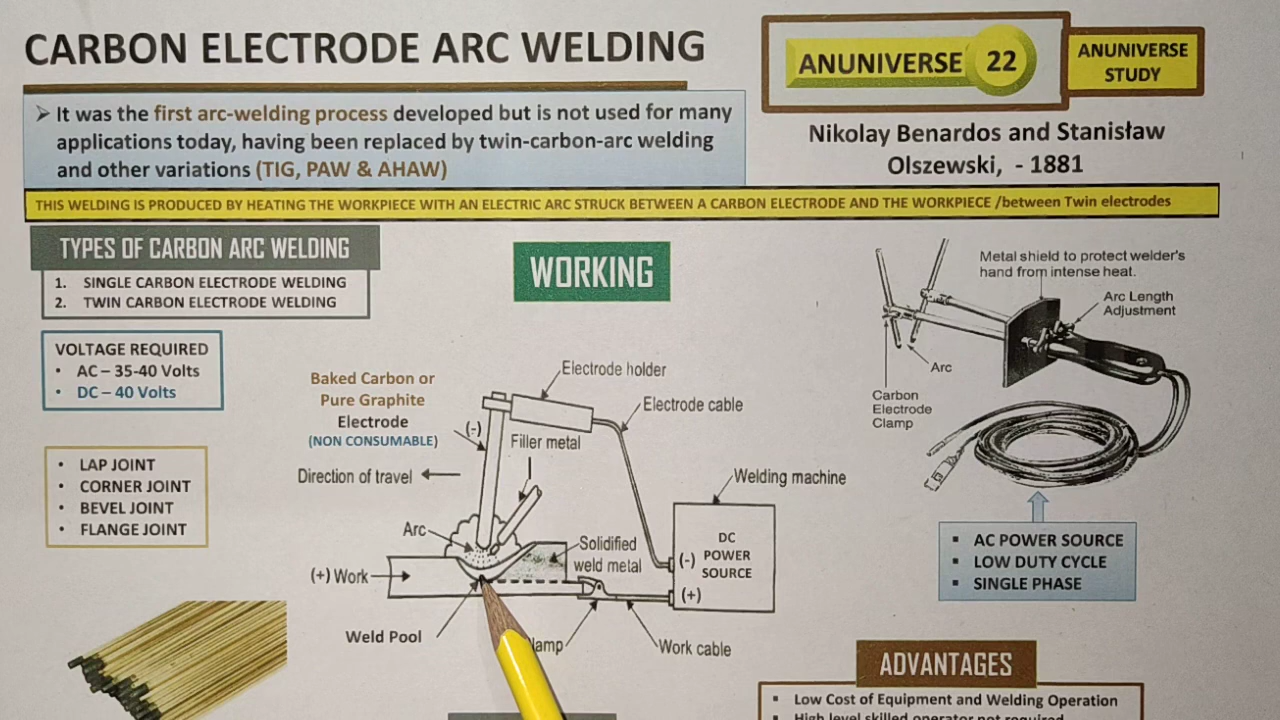 CARBON ELECTRODE ARC WELDING
ANUNIVERSE 22
ANUNIVERSE
STUDY
➤ It was the first arc-welding process developed but is not used for many
applications today, having been replaced by twin-carbon-arc welding
and other variations (TIG, PAW & AHAW)
Nikolay Benardos and Stanisław
Olszewski, - 1881
THIS WELDING IS PRODUCED BY HEATING THE WORKPIECE WITH AN ELECTRIC ARC STRUCK BETWEEN A CARBON ELECTRODE AND THE WORKPIECE /between Twin electrodes
TYPES OF CARBON ARC WELDING
1. SINGLE CARBON ELECTRODE WELDING
2. TWIN CARBON ELECTRODE WELDING
VOLTAGE REQUIRED
• AC – 35-40 Volts
• DC – 40 Volts
• LAP JOINT
• CORNER JOINT
• BEVEL JOINT
• FLANGE JOINT
WORKING
Baked Carbon or
Pure Graphite
Electrode
(NON CONSUMABLE)
(-)
Electrode holder
Electrode cable
Filler metal
Direction of travel
Welding machine
Arc
Solidified
weld metal
DC
POWER
SOURCE
(-)
(+)
(+) Work
Weld Pool
lamp
Work cable
Metal shield to protect welder's
hand from intense heat.
Arc Length
Adjustment
Arc
Carbon
Electrode
Clamp
▪ AC POWER SOURCE
▪ LOW DUTY CYCLE
▪ SINGLE PHASE
ADVANTAGES
▪ Low Cost of Equipment and Welding Operation
▪ High level skilled operator not required